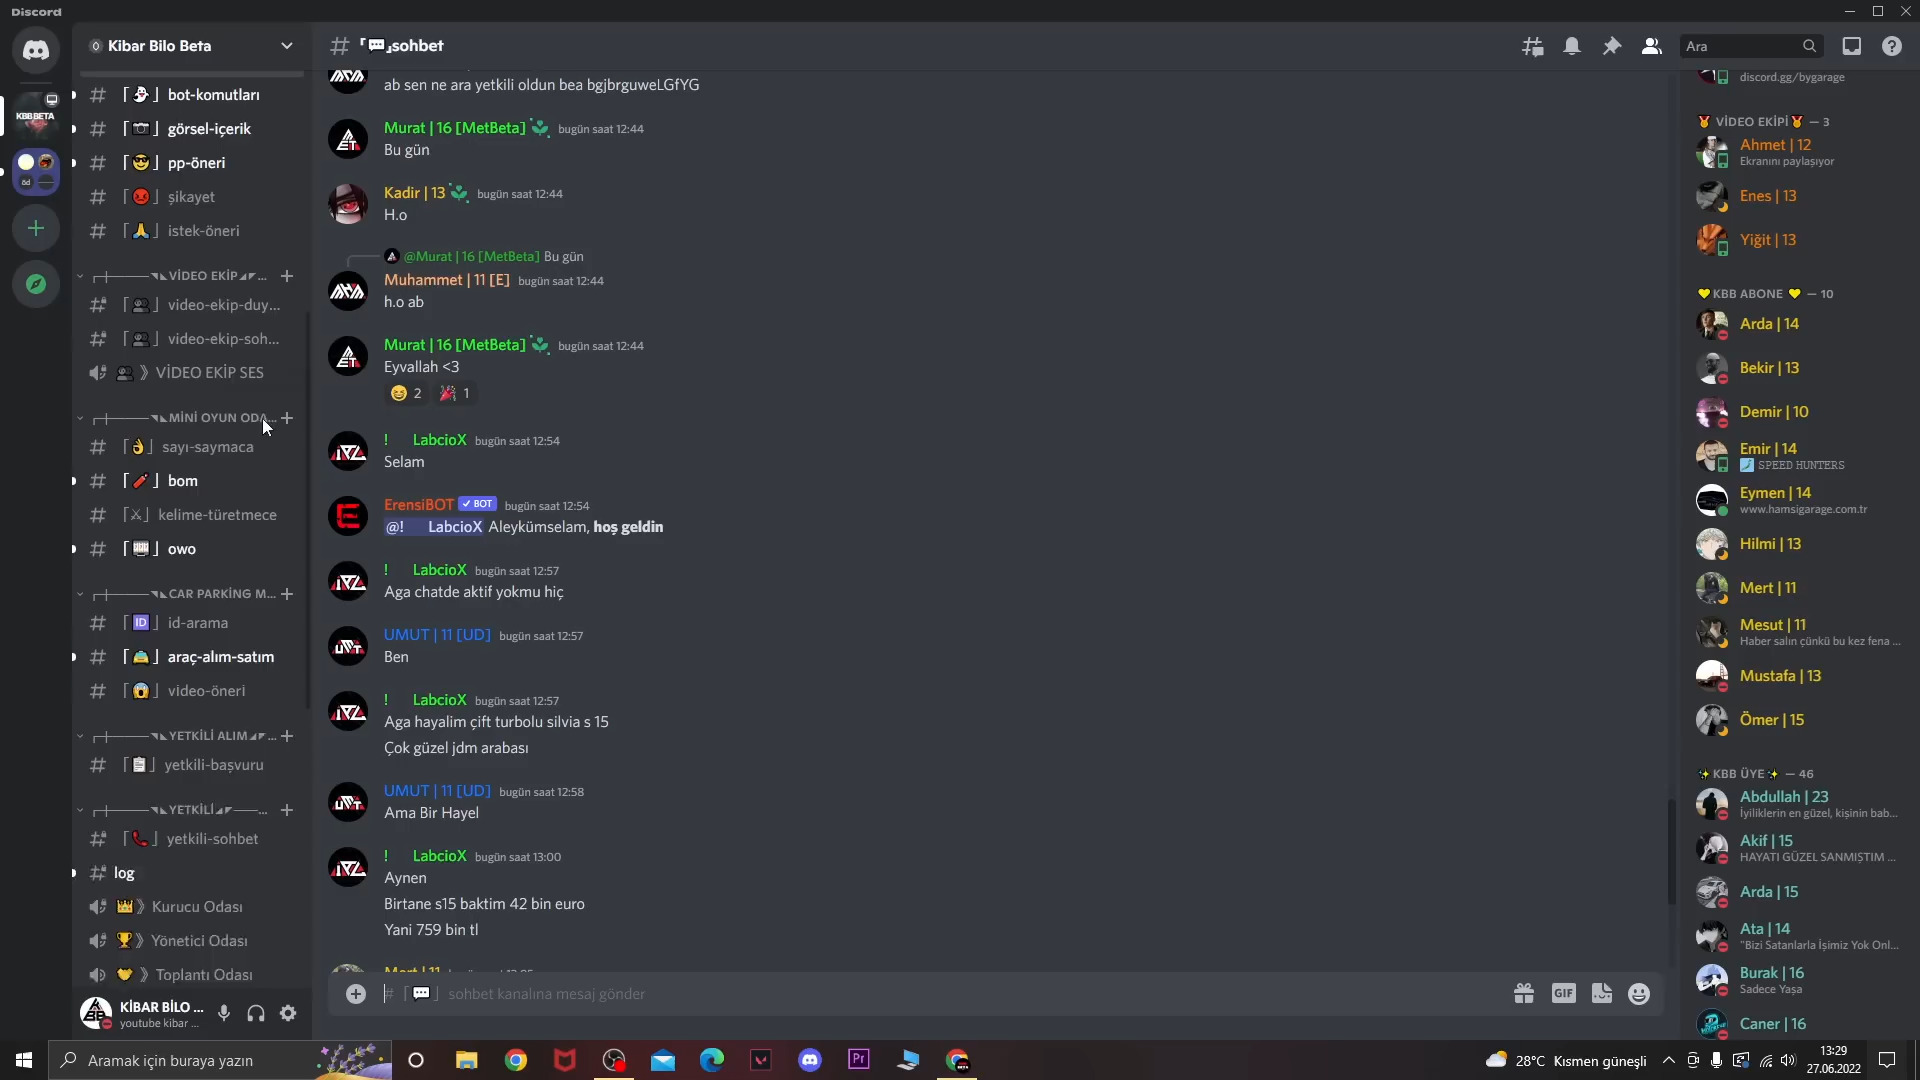 Discord
Kibar Bilo Beta
KBB BETA
bot-komutları
görsel-içerik
pp-öneri
şikayet
istek-öneri
VİDEO EKİP
video-ekip-duy...
video-ekip-soh...
VİDEO EKİP SES
MİNİ OYUN ODA...
sayı-saymaca
bom
kelime-türetmece
owo
CAR PARKİNG M...
id-arama
araç-alım-satım
video-öneri
YETKİLİ ALIM
yetkili-başvuru
YETKİLİ
yetkili-sohbet
log
Kurucu Odası
Yönetici Odası
Toplantı Odası
KİBAR BİLO ...
youtube kibar ...
# 「💬」sohbet
Ara
ab sen ne ara yetkili oldun bea bgjbrguweLGfYG
Murat | 16 [MetBeta] bugün saat 12:44
Bu gün
Kadir | 13 bugün saat 12:44
H.o
@Murat | 16 [MetBeta] Bu gün
Muhammet | 11 [E] bugün saat 12:44
h.o ab
Murat | 16 [MetBeta] bugün saat 12:44
Eyvallah <3
😆 2 🎉 1
! LabcioX bugün saat 12:54
Selam
ErensiBOT ✓ BOT bugün saat 12:54
@! LabcioX Aleykümselam, hoş geldin
! LabcioX bugün saat 12:57
Aga chatde aktif yokmu hiç
UMUT | 11 [UD] bugün saat 12:57
Ben
! LabcioX bugün saat 12:57
Aga hayalim çift turbolu silvia s 15
Çok güzel jdm arabası
UMUT | 11 [UD] bugün saat 12:58
Ama Bir Hayel
! LabcioX bugün saat 13:00
Aynen
Birtane s15 baktim 42 bin euro
Yani 759 bin tl
Mert | 11
# 「💬」 sohbet kanalına mesaj gönder
GIF
discord.gg/bygarage
🏅 VİDEO EKİPİ 🏅 — 3
Ahmet | 12
Ekranını paylaşıyor
Enes | 13
Yiğit | 13
💛 KBB ABONE 💛 — 10
Arda | 14
Bekir | 13
Demir | 10
Emir | 14
SPEED HUNTERS
Eymen | 14
www.hamsigarage.com.tr
Hilmi | 13
Mert | 11
Mesut | 11
Haber salın çünkü bu kez fena ...
Mustafa | 13
Ömer | 15
✨ KBB ÜYE ✨ — 46
Abdullah | 23
İyiliklerin en güzel, kişinin bab...
Akif | 15
HAYATI GÜZEL SANMIŞTIM ...
Arda | 15
Ata | 14
"Bizi Satanlarla İşimiz Yok Onl...
Burak | 16
Sadece Yaşa
Caner | 16
Aramak için buraya yazın
Pr
28°C Kısmen güneşli
13:29
27.06.2022